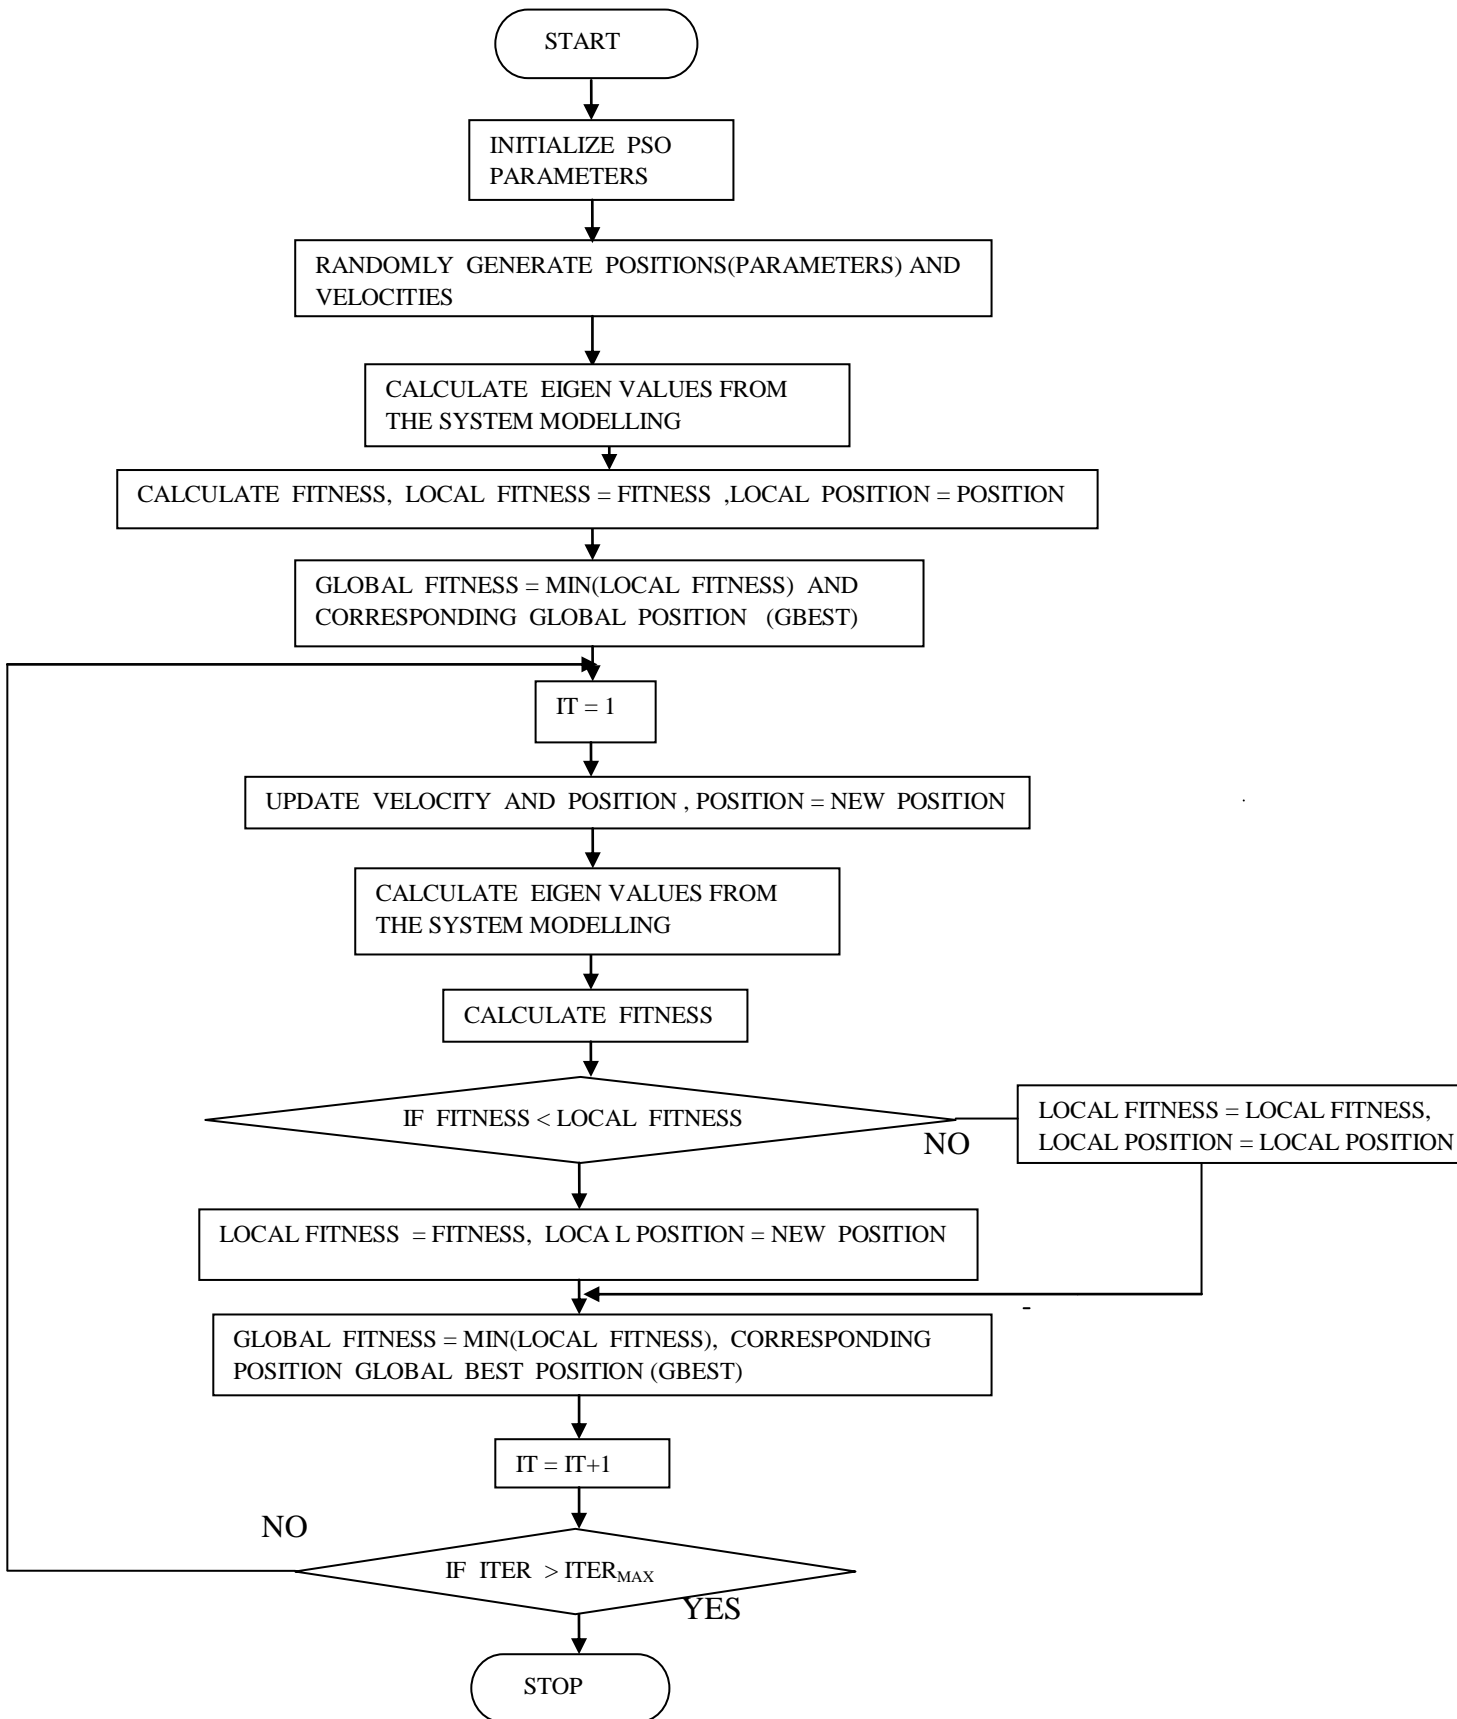 START
INITIALIZE PSO
PARAMETERS
RANDOMLY GENERATE POSITIONS(PARAMETERS) AND
VELOCITIES
CALCULATE EIGEN VALUES FROM
THE SYSTEM MODELLING
CALCULATE FITNESS, LOCAL FITNESS = FITNESS ,LOCAL POSITION = POSITION
GLOBAL FITNESS = MIN(LOCAL FITNESS) AND
CORRESPONDING GLOBAL POSITION (GBEST)
IT = 1
UPDATE VELOCITY AND POSITION , POSITION = NEW POSITION
CALCULATE EIGEN VALUES FROM
THE SYSTEM MODELLING
CALCULATE FITNESS
IF FITNESS < LOCAL FITNESS
NO
LOCAL FITNESS = LOCAL FITNESS,
LOCAL POSITION = LOCAL POSITION
LOCAL FITNESS = FITNESS, LOCA L POSITION = NEW POSITION
GLOBAL FITNESS = MIN(LOCAL FITNESS), CORRESPONDING
POSITION GLOBAL BEST POSITION (GBEST)
IT = IT+1
NO
IF ITER > ITERMAX
YES
STOP